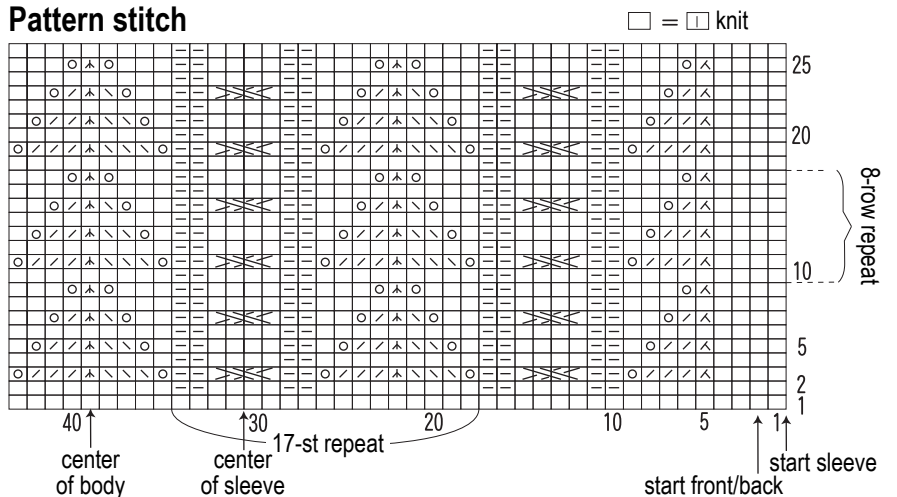 Pattern stitch
= knit
25
20
10
5
2
1
8-row repeat
40 30 20 10 5 1
17-st repeat
center
of body
center
of sleeve
start front/back
start sleeve